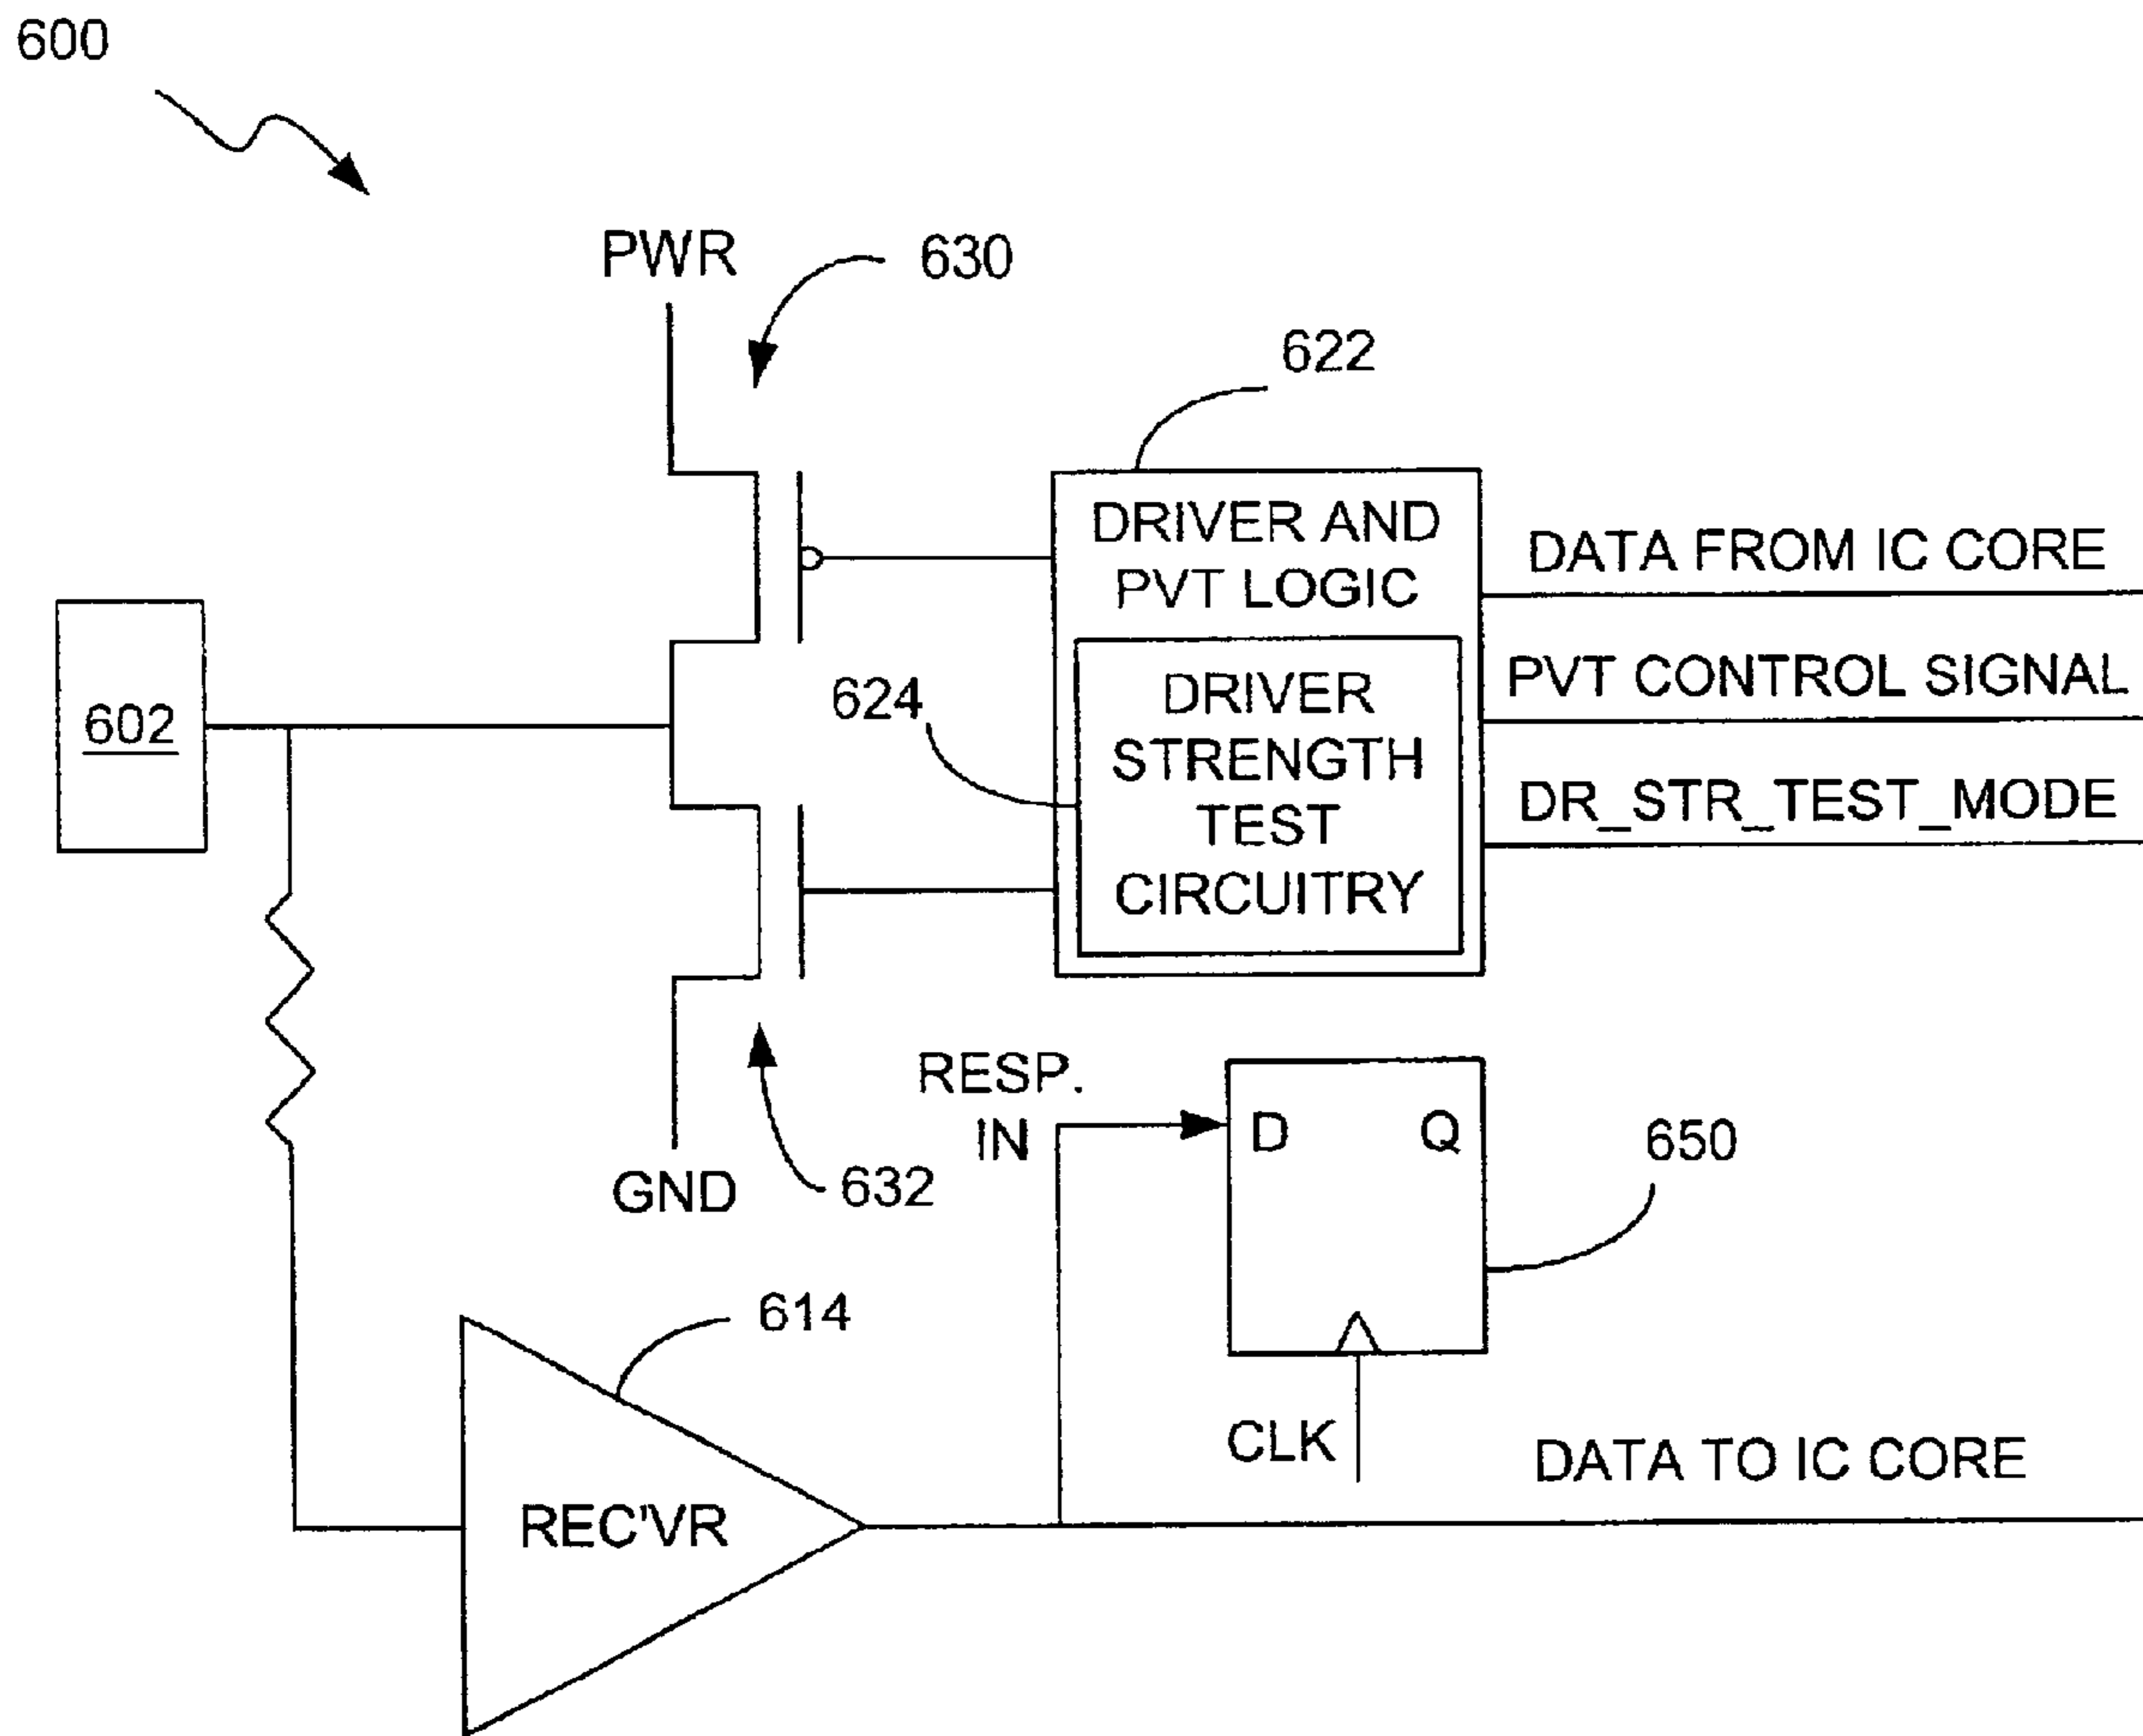 600
PWR
630
622
DRIVER AND
PVT LOGIC
DATA FROM IC CORE
PVT CONTROL SIGNAL
DR_STR_TEST_MODE
602
624
DRIVER
STRENGTH
TEST
CIRCUITRY
RESP.
IN
D
Q
650
GND
632
614
CLK
REC'VR
DATA TO IC CORE